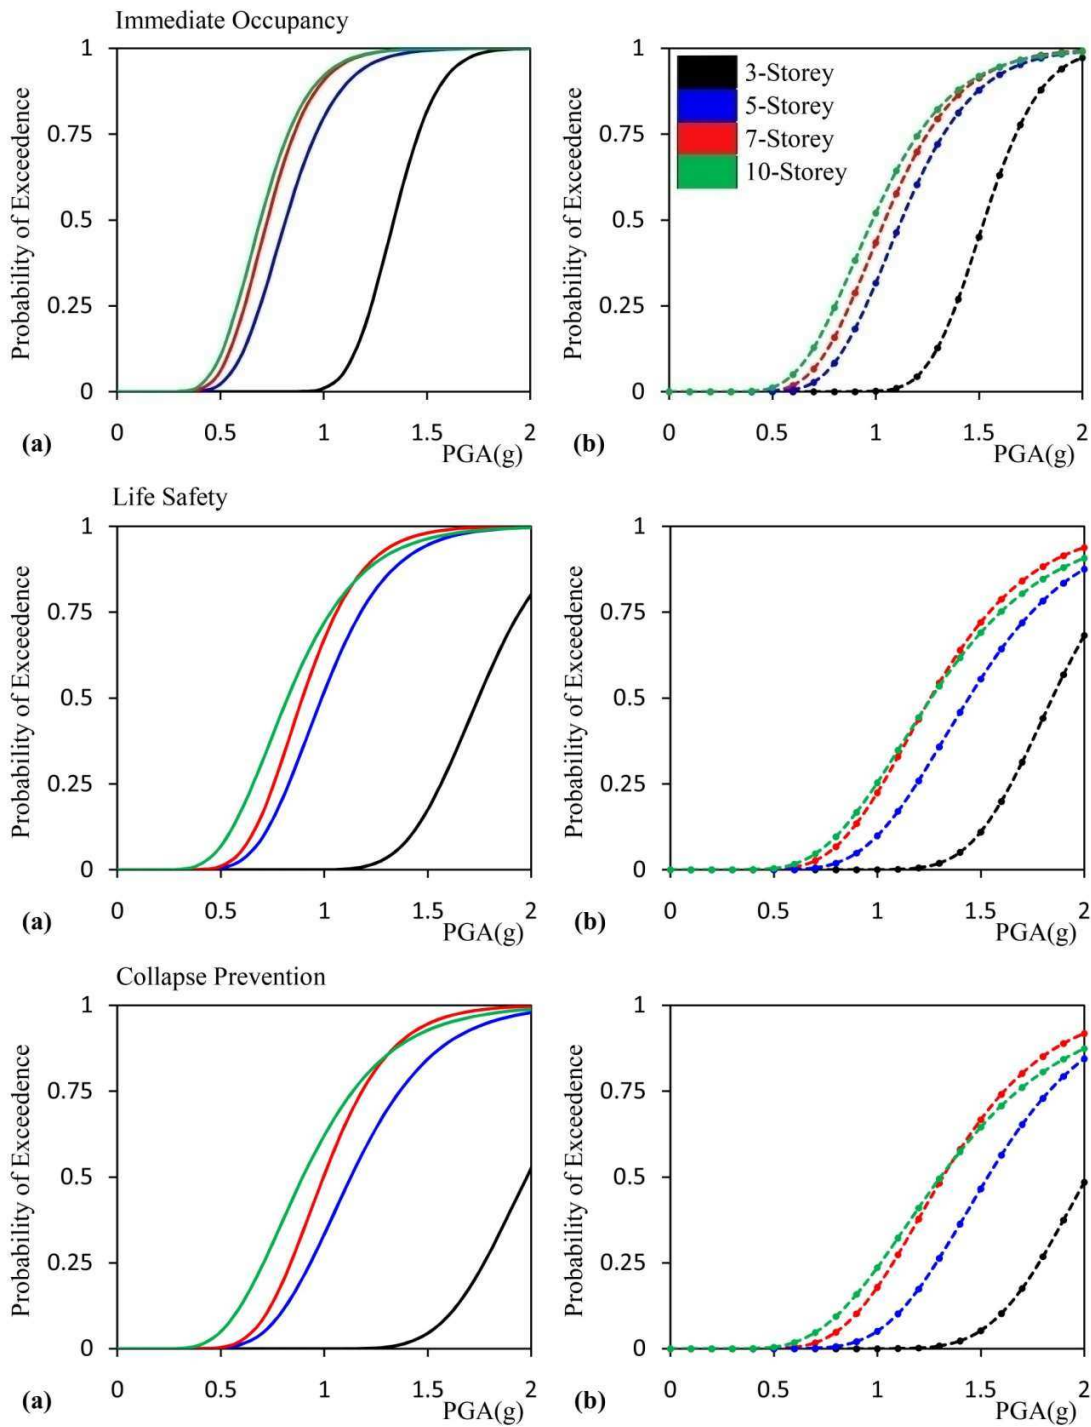 Immediate Occupancy
Probability of Exceedence
1
0.75
0.5
0.25
0
0 0.5 1 1.5 2
PGA(g)
(a)
Probability of Exceedence
1
0.75
0.5
0.25
0
3-Storey
5-Storey
7-Storey
10-Storey
0 0.5 1 1.5 2
PGA(g)
(b)
Life Safety
Probability of Exceedence
1
0.75
0.5
0.25
0
0 0.5 1 1.5 2
PGA(g)
(a)
Probability of Exceedence
1
0.75
0.5
0.25
0
0 0.5 1 1.5 2
PGA(g)
(b)
Collapse Prevention
Probability of Exceedence
1
0.75
0.5
0.25
0
0 0.5 1 1.5 2
PGA(g)
(a)
Probability of Exceedence
1
0.75
0.5
0.25
0
0 0.5 1 1.5 2
PGA(g)
(b)